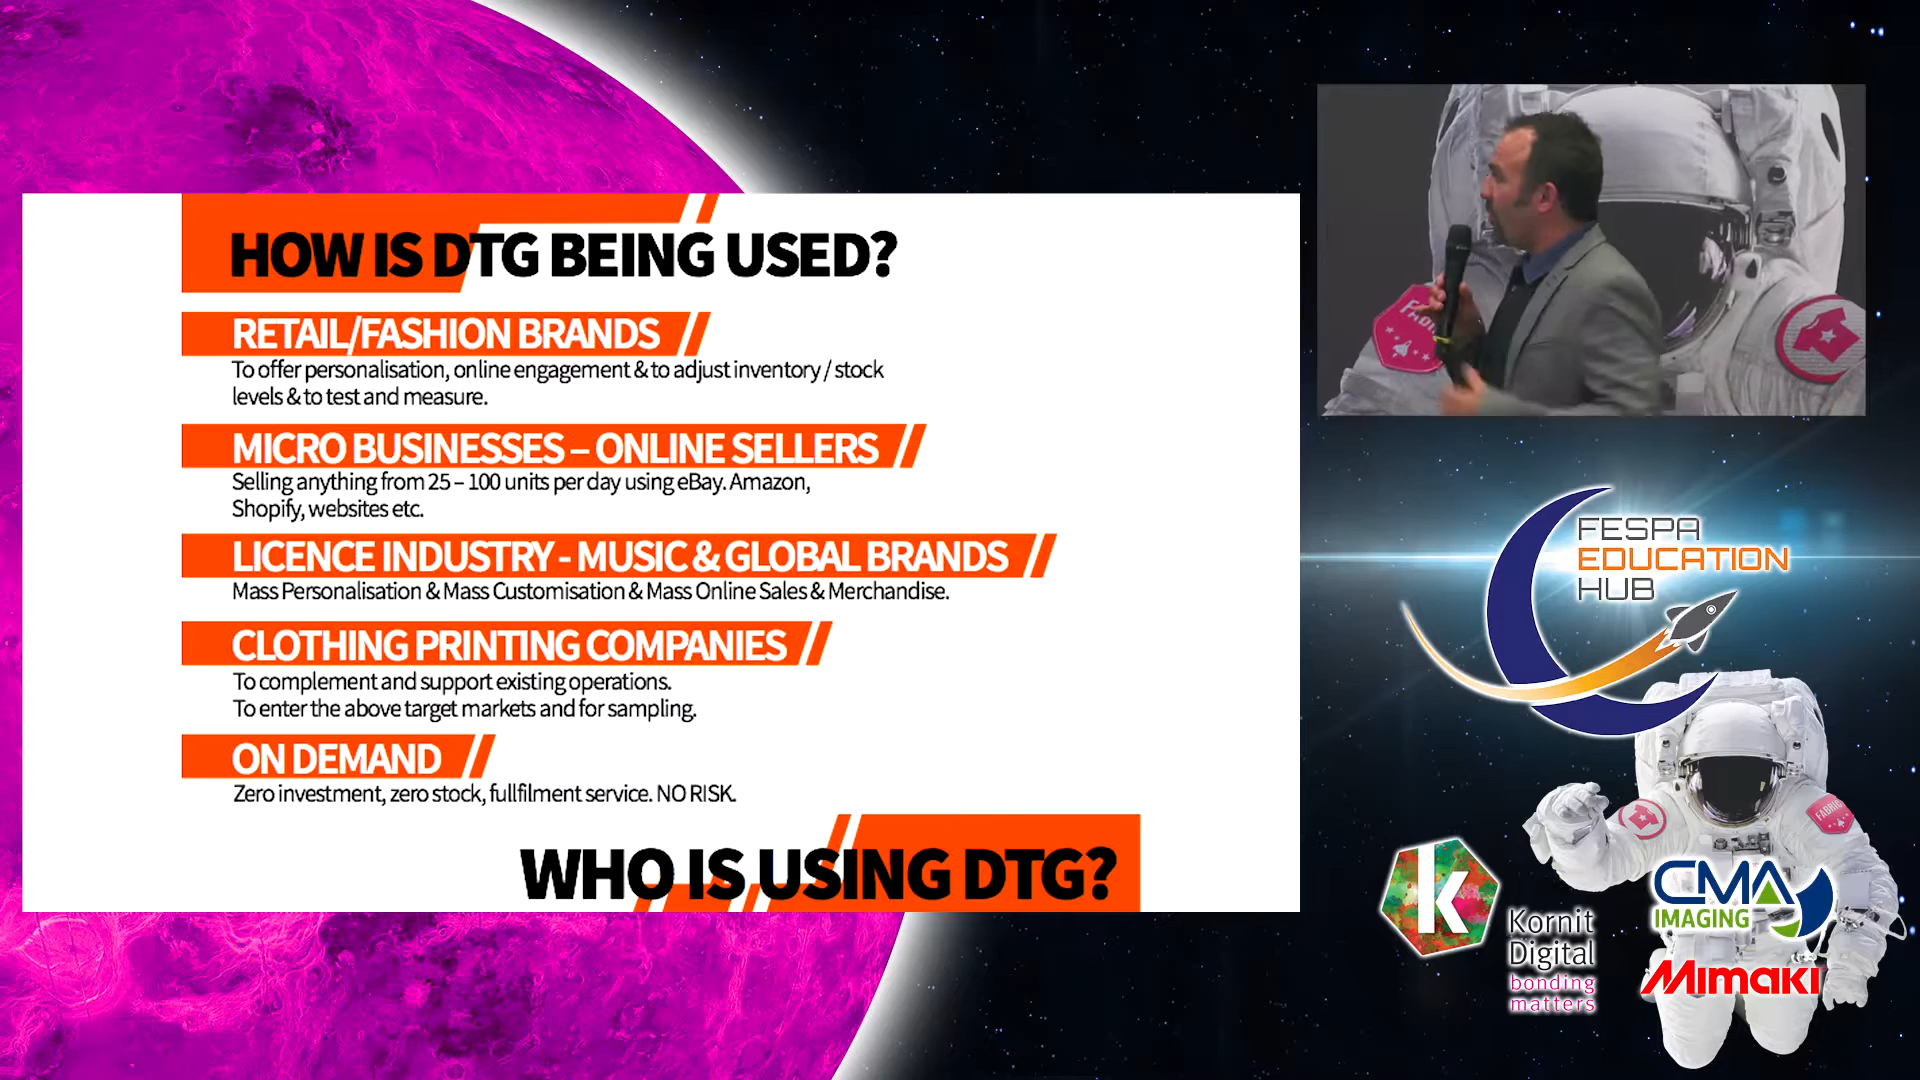 HOW IS DTG BEING USED?
RETAIL/FASHION BRANDS
To offer personalisation, online engagement & to adjust inventory / stock
levels & to test and measure.
MICRO BUSINESSES – ONLINE SELLERS
Selling anything from 25 – 100 units per day using eBay. Amazon,
Shopify, websites etc.
LICENCE INDUSTRY - MUSIC & GLOBAL BRANDS
Mass Personalisation & Mass Customisation & Mass Online Sales & Merchandise.
CLOTHING PRINTING COMPANIES
To complement and support existing operations.
To enter the above target markets and for sampling.
ON DEMAND
Zero investment, zero stock, fullfilment service. NO RISK.
WHO IS USING DTG?
FESPA
EDUCATION
HUB
K
Kornit
Digital
bonding
matters
CMA
IMAGING
Mimaki